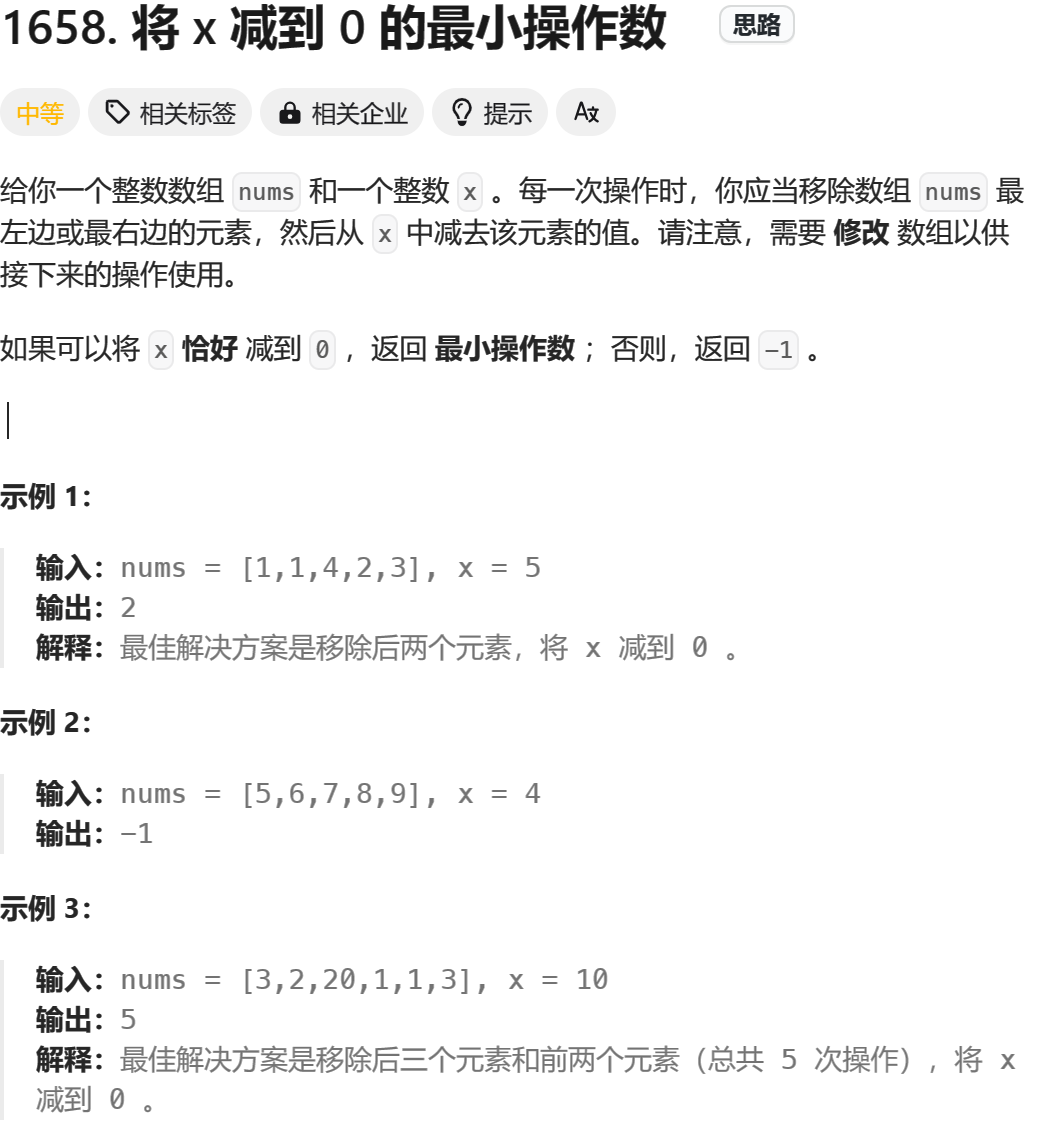 1658. 将 x 减到 0 的最小操作数 思路
中等 相关标签 相关企业 提示 A文
给你一个整数数组 nums 和一个整数 x 。每一次操作时，你应当移除数组 nums 最
左边或最右边的元素，然后从 x 中减去该元素的值。请注意，需要 修改 数组以供
接下来的操作使用。
如果可以将 x 恰好 减到 0 ，返回 最小操作数 ；否则，返回 -1 。
示例 1：
输入：nums = [1,1,4,2,3], x = 5
输出：2
解释：最佳解决方案是移除后两个元素，将 x 减到 0 。
示例 2：
输入：nums = [5,6,7,8,9], x = 4
输出：-1
示例 3：
输入：nums = [3,2,20,1,1,3], x = 10
输出：5
解释：最佳解决方案是移除后三个元素和前两个元素（总共 5 次操作），将 x
减到 0 。